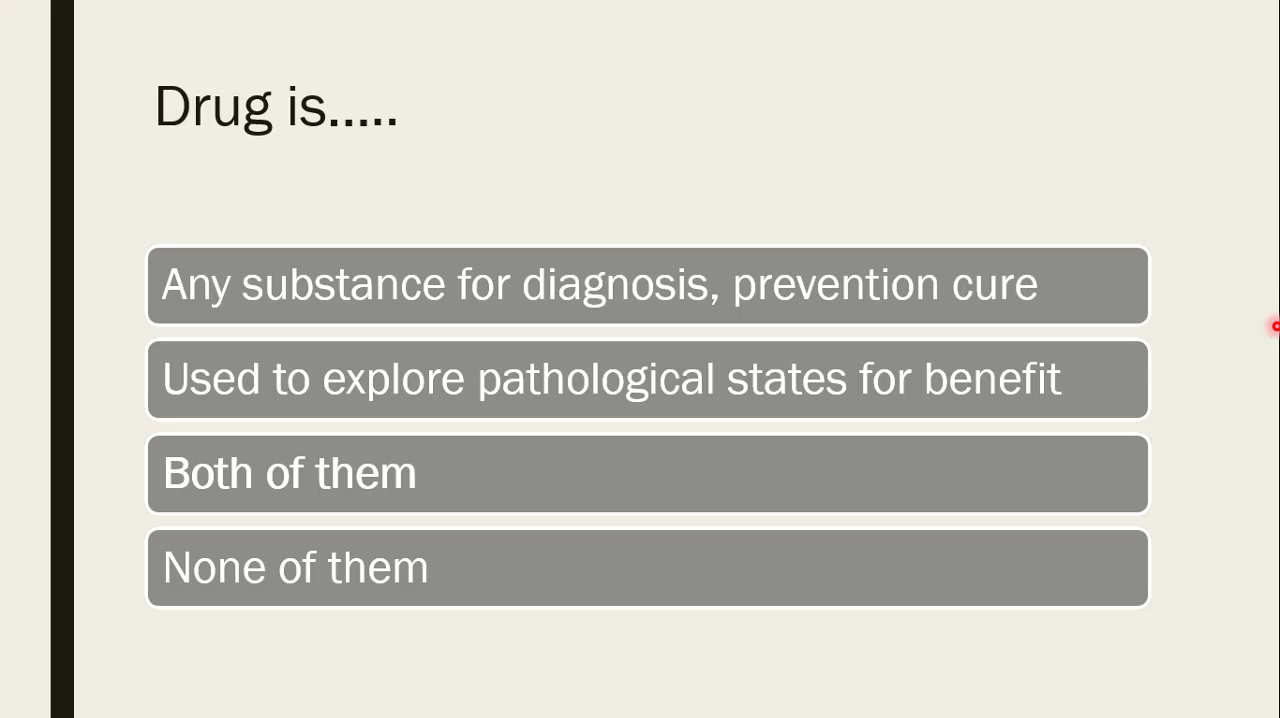 Drug is.....
Any substance for diagnosis, prevention cure
Used to explore pathological states for benefit
Both of them
None of them